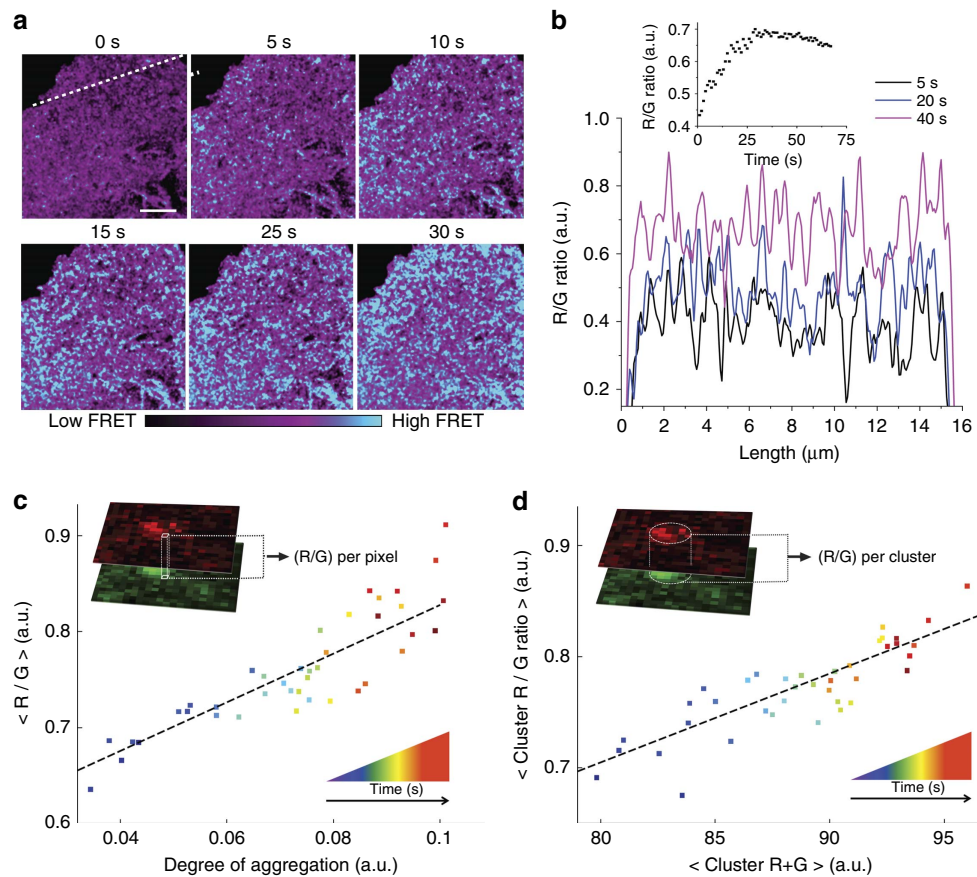 a
0 s 5 s 10 s
15 s 25 s 30 s
Low FRET High FRET
b
R/G ratio (a.u.)
0.7
0.6
0.5
0.4
0 25 50 75
Time (s)
5 s
20 s
40 s
R/G ratio (a.u.)
1.0
0.8
0.6
0.4
0.2
0 2 4 6 8 10 12 14 16
Length (μm)
c
< R / G > (a.u.)
0.9
0.8
0.7
0.6
(R/G) per pixel
Time (s)
0.04 0.06 0.08 0.1
Degree of aggregation (a.u.)
d
< Cluster R / G ratio > (a.u.)
0.9
0.8
0.7
(R/G) per cluster
Time (s)
80 85 90 95
< Cluster R+G > (a.u.)